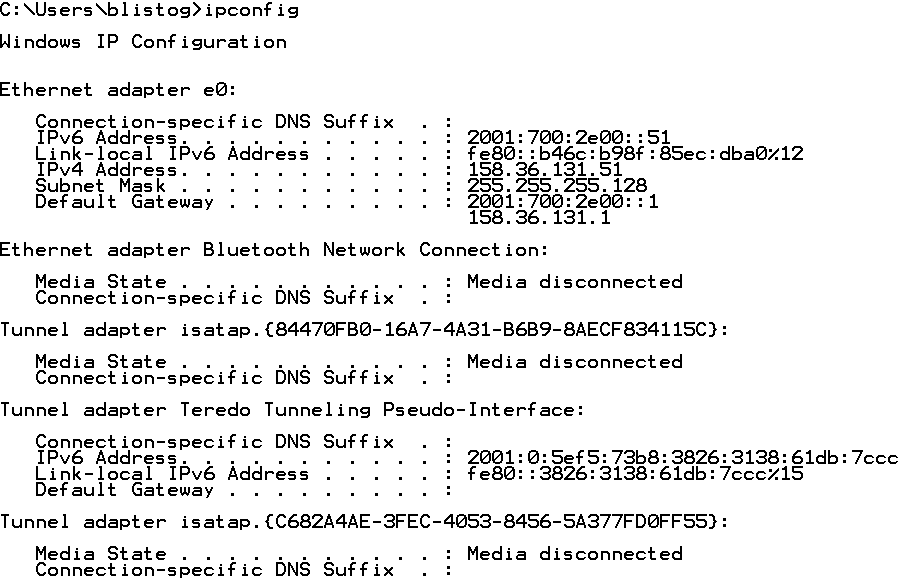 C:\Users\blistog>ipconfig
Windows IP Configuration
Ethernet adapter e0:
   Connection-specific DNS Suffix  . :
   IPv6 Address. . . . . . . . . . . : 2001:700:2e00::51
   Link-local IPv6 Address . . . . . : fe80::b46c:b98f:85ec:dba0%12
   IPv4 Address. . . . . . . . . . . : 158.36.131.51
   Subnet Mask . . . . . . . . . . . : 255.255.255.128
   Default Gateway . . . . . . . . . : 2001:700:2e00::1
                                       158.36.131.1
Ethernet adapter Bluetooth Network Connection:
   Media State . . . . . . . . . . . : Media disconnected
   Connection-specific DNS Suffix  . :
Tunnel adapter isatap.{84470FB0-16A7-4A31-B6B9-8AECF834115C}:
   Media State . . . . . . . . . . . : Media disconnected
   Connection-specific DNS Suffix  . :
Tunnel adapter Teredo Tunneling Pseudo-Interface:
   Connection-specific DNS Suffix  . :
   IPv6 Address. . . . . . . . . . . : 2001:0:5ef5:73b8:3826:3138:61db:7ccc
   Link-local IPv6 Address . . . . . : fe80::3826:3138:61db:7ccc%15
   Default Gateway . . . . . . . . . :
Tunnel adapter isatap.{C682A4AE-3FEC-4053-8456-5A377FD0FF55}:
   Media State . . . . . . . . . . . : Media disconnected
   Connection-specific DNS Suffix  . :